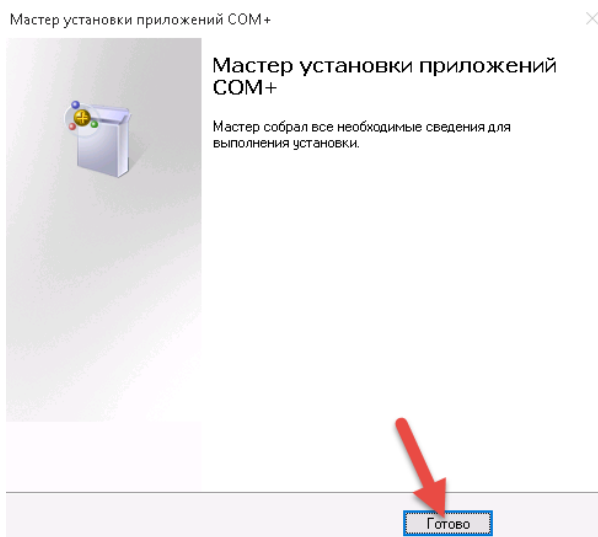 Мастер установки приложений COM+
Мастер установки приложений
COM+
Мастер собрал все необходимые сведения для
выполнения установки.
Готово